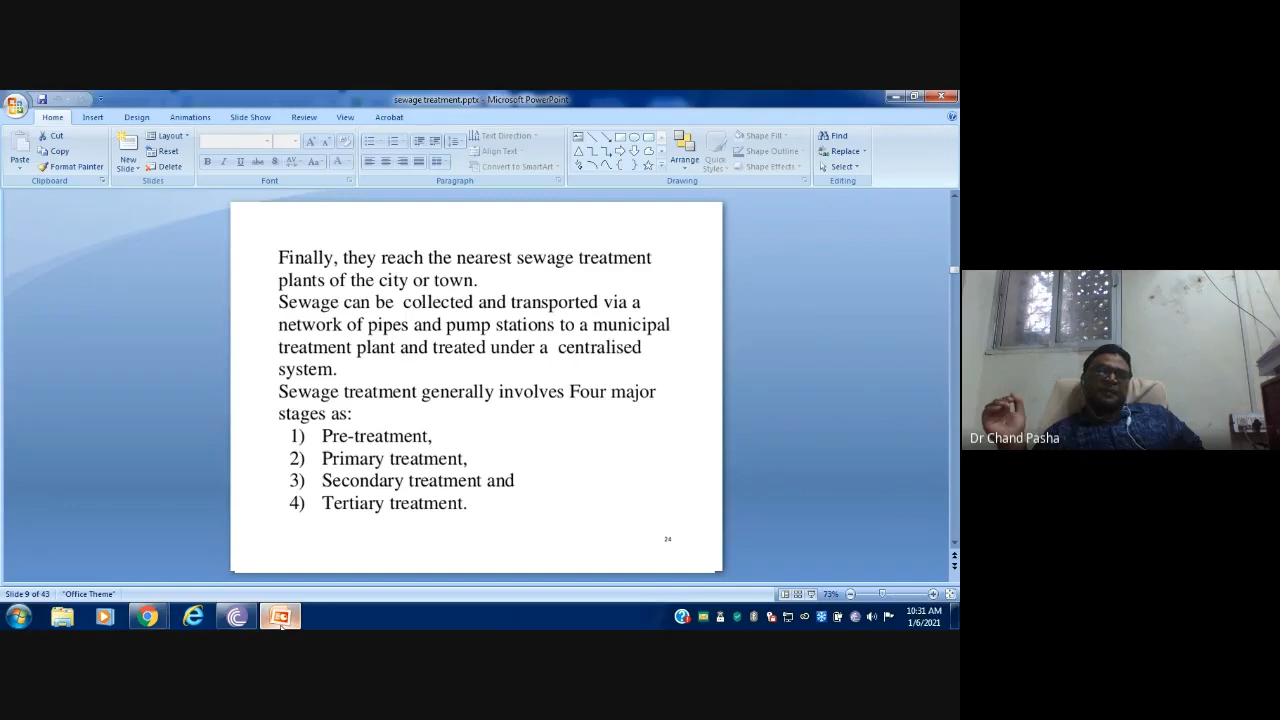 sewage treatment.pptx - Microsoft PowerPoint
Home Insert Design Animations Slide Show Review View Acrobat
Paste
Cut
Copy
Format Painter
Clipboard
New Slide
Layout
Reset
Delete
Slides
Font
Text Direction
Align Text
Convert to SmartArt
Paragraph
Arrange
Quick Styles
Shape Fill
Shape Outline
Shape Effects
Drawing
Find
Replace
Select
Editing
Finally, they reach the nearest sewage treatment
plants of the city or town.
Sewage can be collected and transported via a
network of pipes and pump stations to a municipal
treatment plant and treated under a centralised
system.
Sewage treatment generally involves Four major
stages as:
1) Pre-treatment,
2) Primary treatment,
3) Secondary treatment and
4) Tertiary treatment.
24
Dr Chand Pasha
Slide 9 of 43 "Office Theme" 73%
10:31 AM
1/6/2021